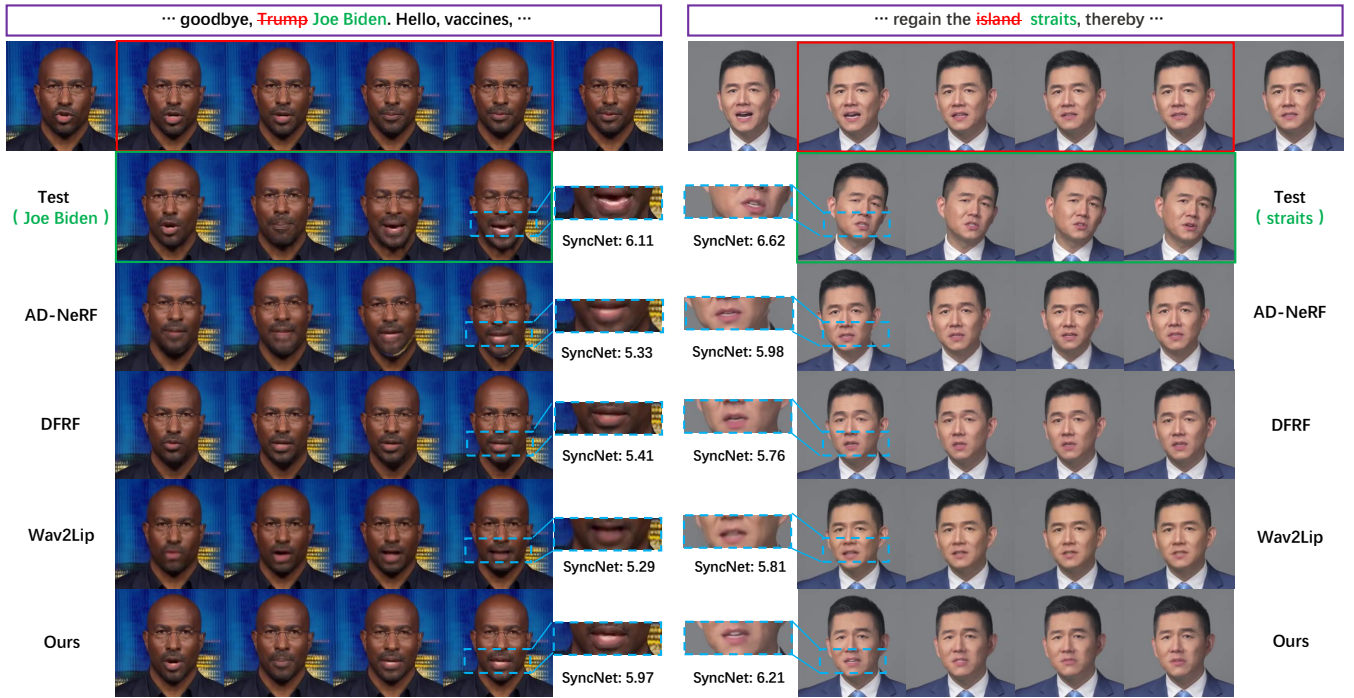 ··· goodbye, Trump Joe Biden. Hello, vaccines, ···
··· regain the island straits, thereby ···
Test
( Joe Biden )
SyncNet: 6.11
SyncNet: 6.62
Test
( straits )
AD-NeRF
SyncNet: 5.33
SyncNet: 5.98
AD-NeRF
DFRF
SyncNet: 5.41
SyncNet: 5.76
DFRF
Wav2Lip
SyncNet: 5.29
SyncNet: 5.81
Wav2Lip
Ours
SyncNet: 5.97
SyncNet: 6.21
Ours